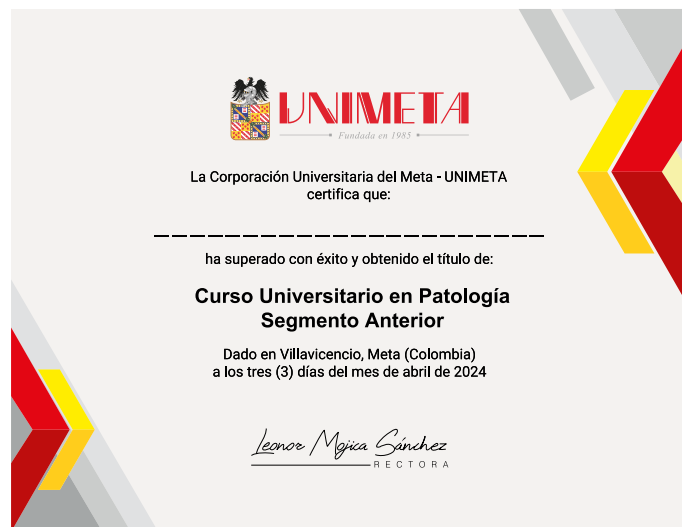 UNIMETA
Fundada en 1985
La Corporación Universitaria del Meta - UNIMETA
certifica que:
ha superado con éxito y obtenido el título de:
Curso Universitario en Patología
Segmento Anterior
Dado en Villavicencio, Meta (Colombia)
a los tres (3) días del mes de abril de 2024
Leonor Mojica Sánchez
RECTORA